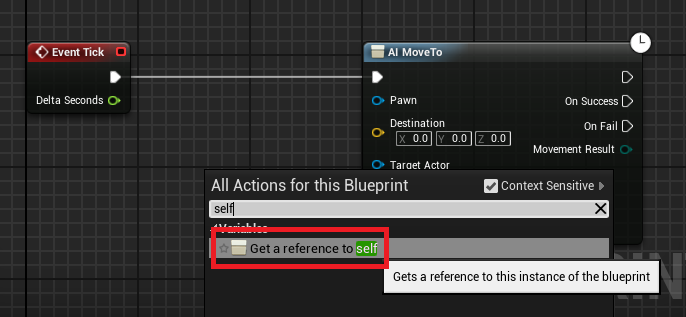 Event Tick
Delta Seconds
AI MoveTo
Pawn
On Success
Destination
X 0.0 Y 0.0 Z 0.0
On Fail
Movement Result
Target Actor
All Actions for this Blueprint
Context Sensitive
self
Variables
Get a reference to self
Gets a reference to this instance of the blueprint